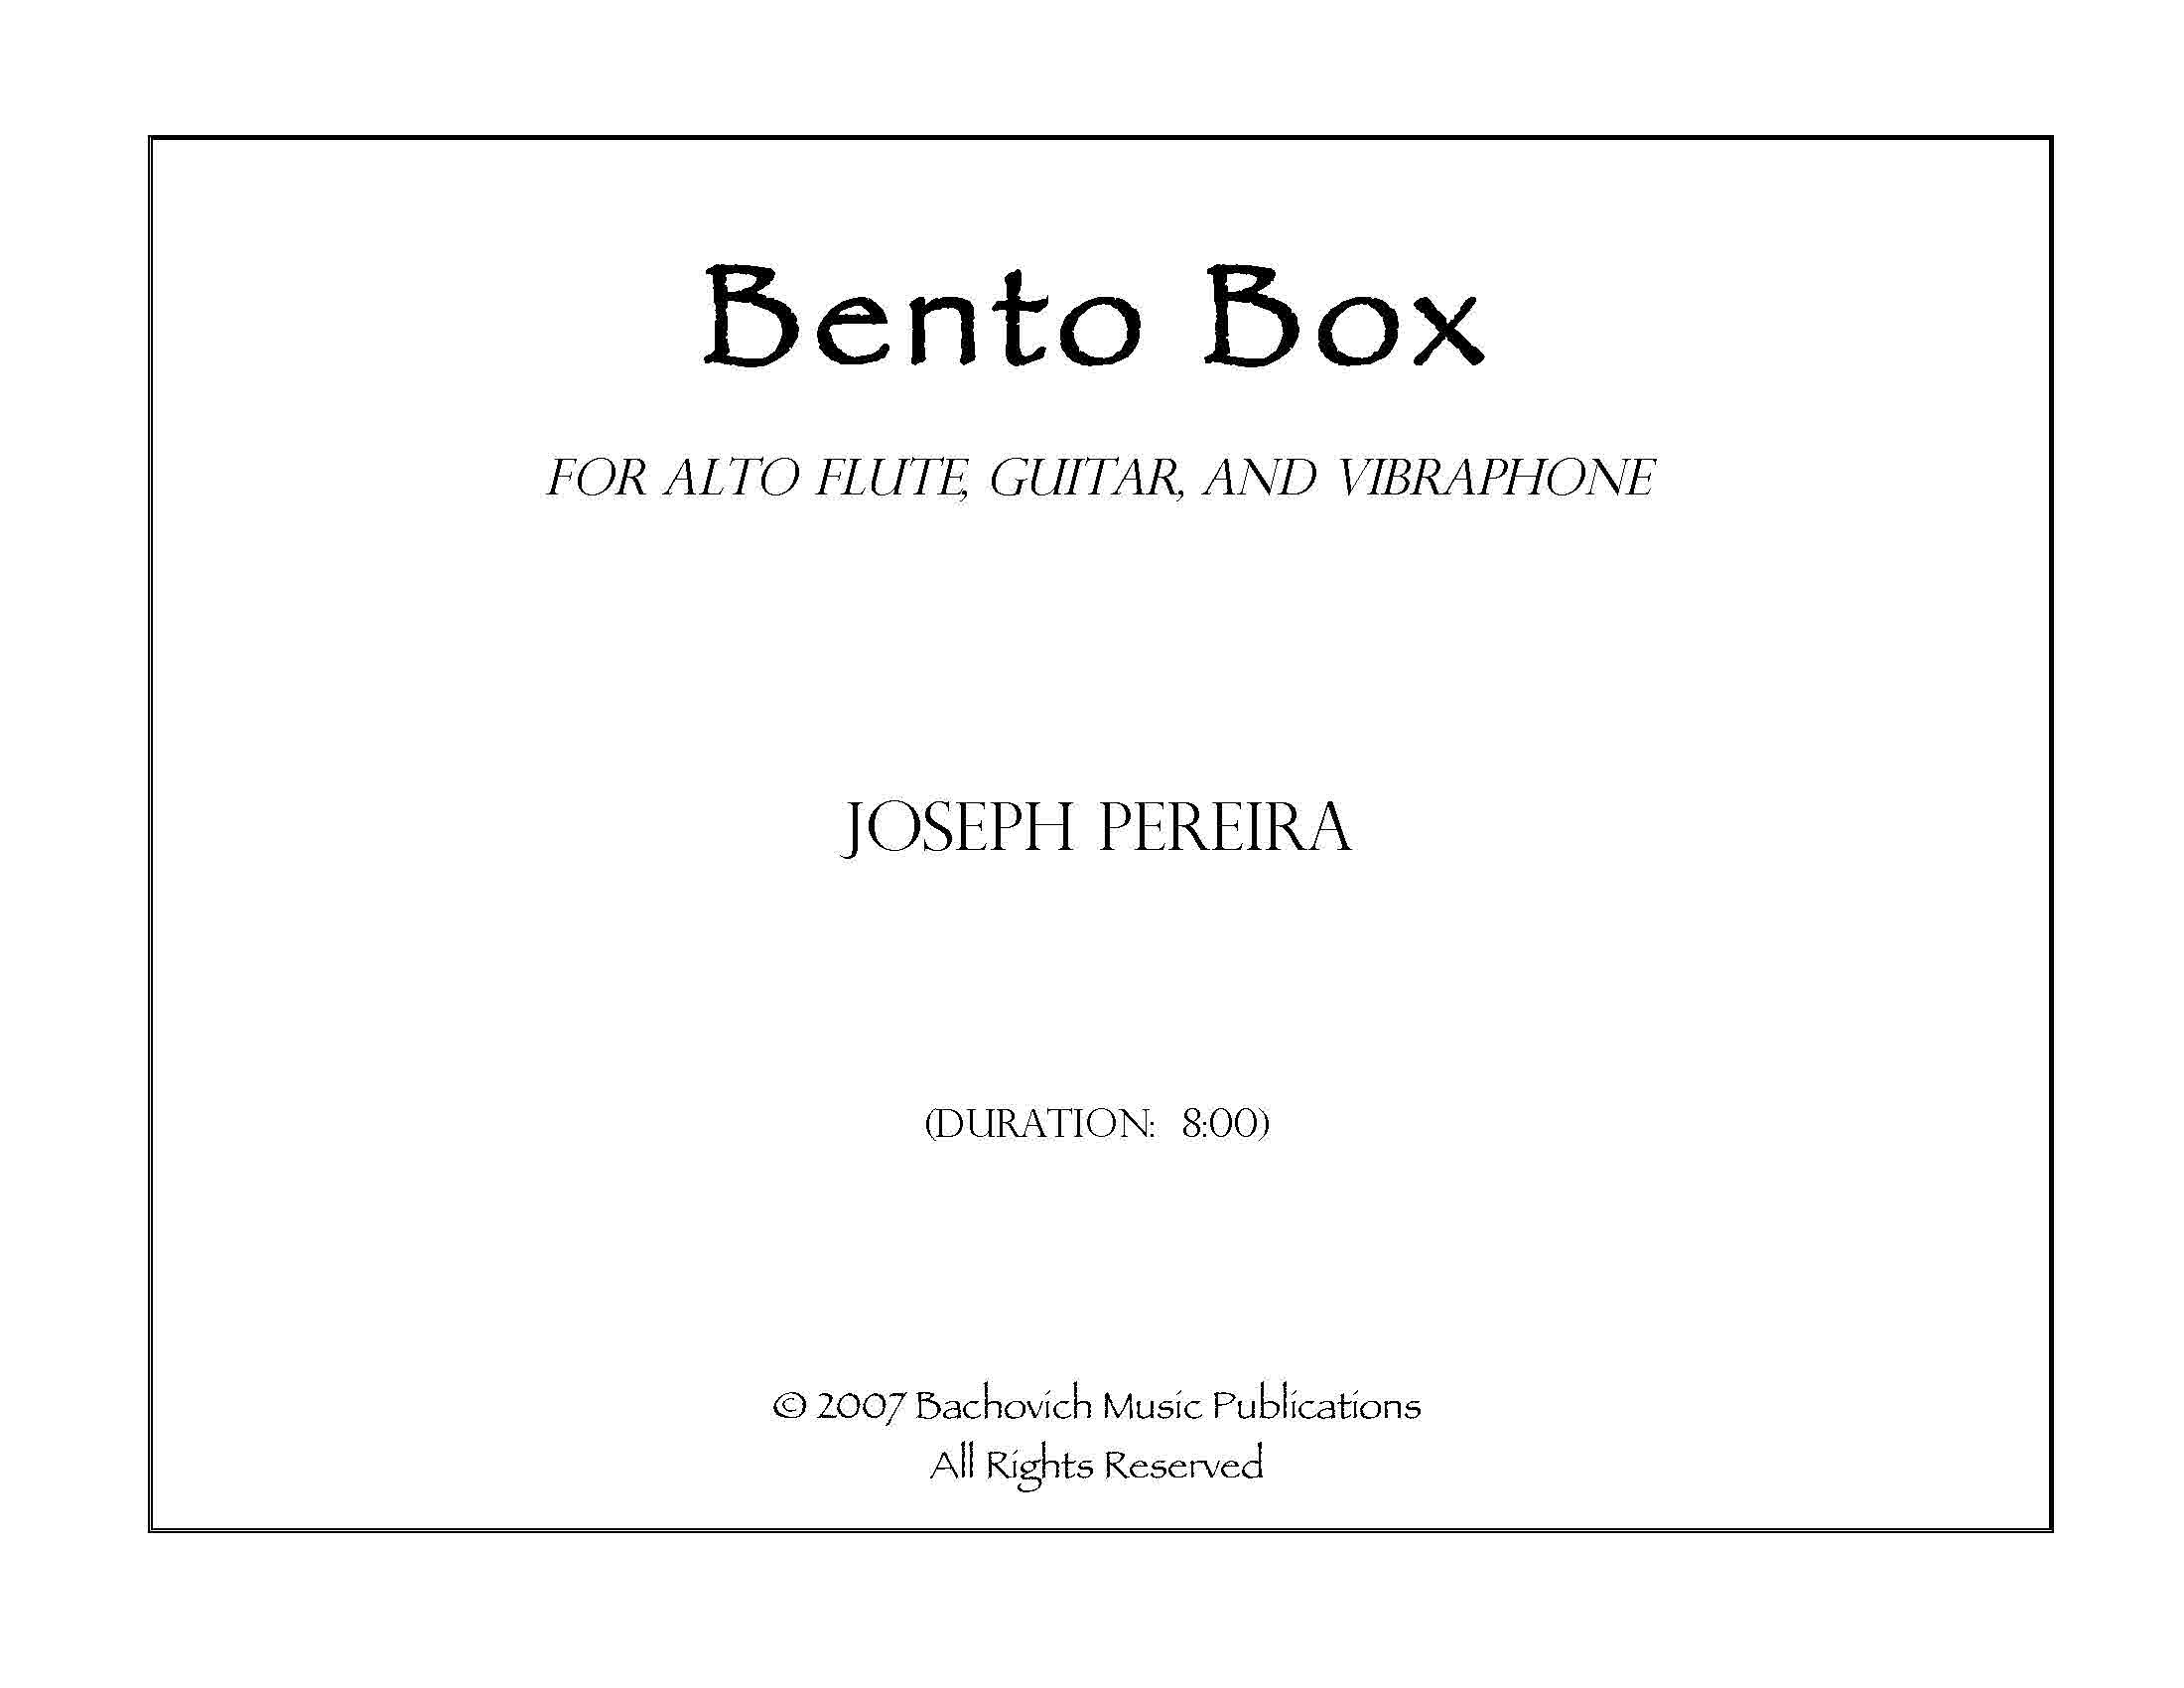 Bento Box
FOR ALTO FLUTE, GUITAR, AND VIBRAPHONE
JOSEPH PEREIRA
(DURATION: 8:00)
© 2007 Bachovich Music Publications
All Rights Reserved